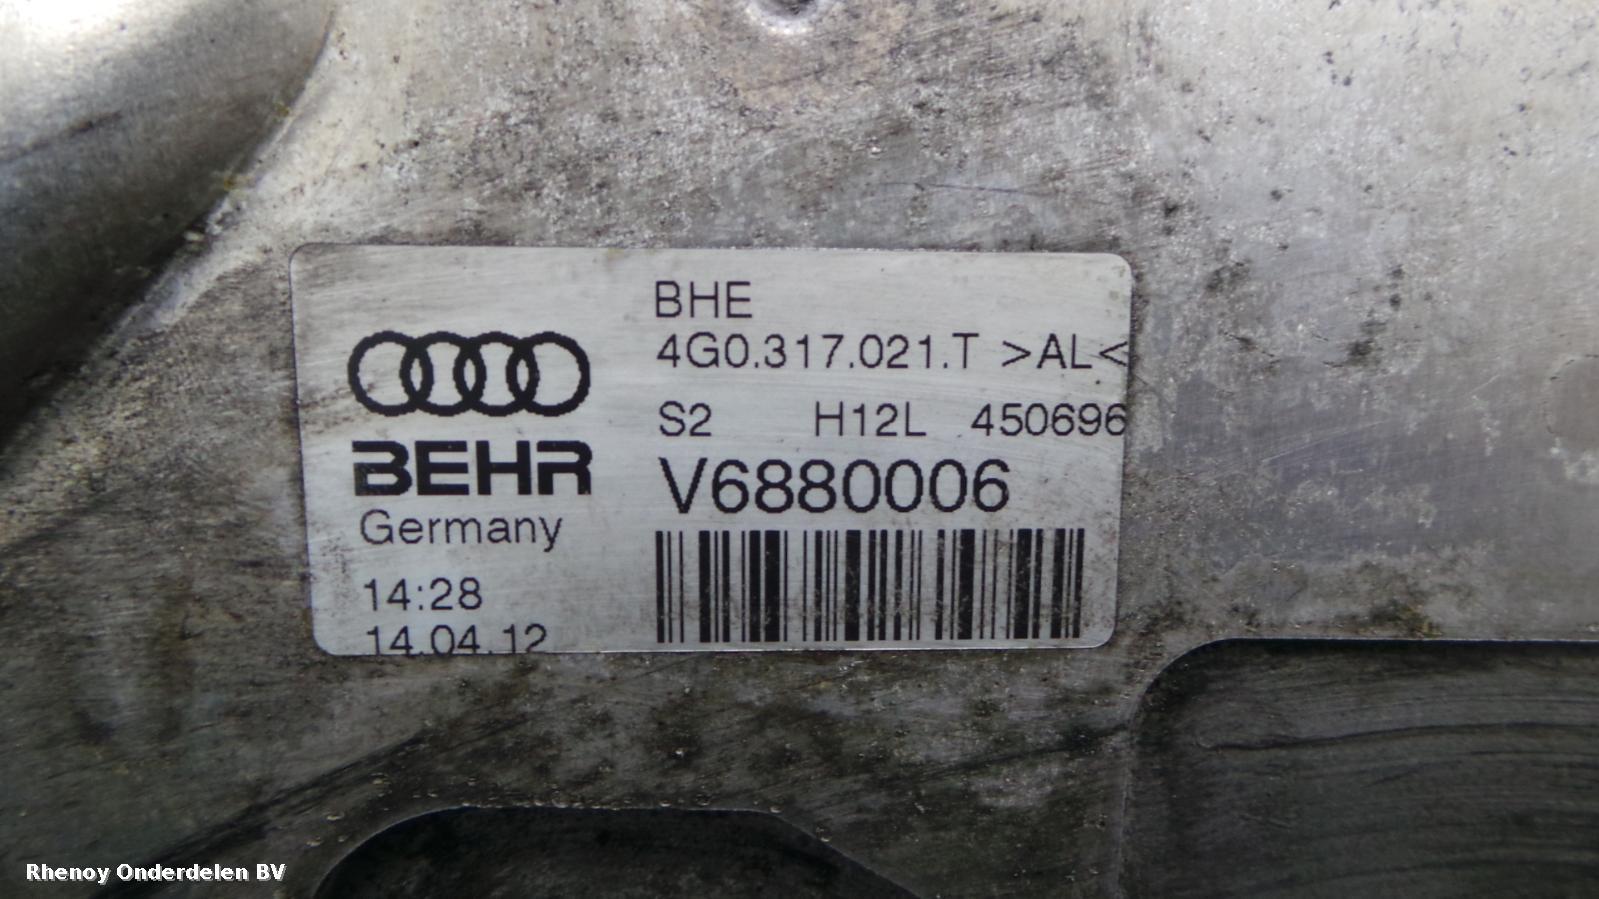 BHE
4G0.317.021.T >AL<
S2 H12L 450696
V6880006
BEHR
Germany
14:28
14.04.12
Rhenoy Onderdelen BV